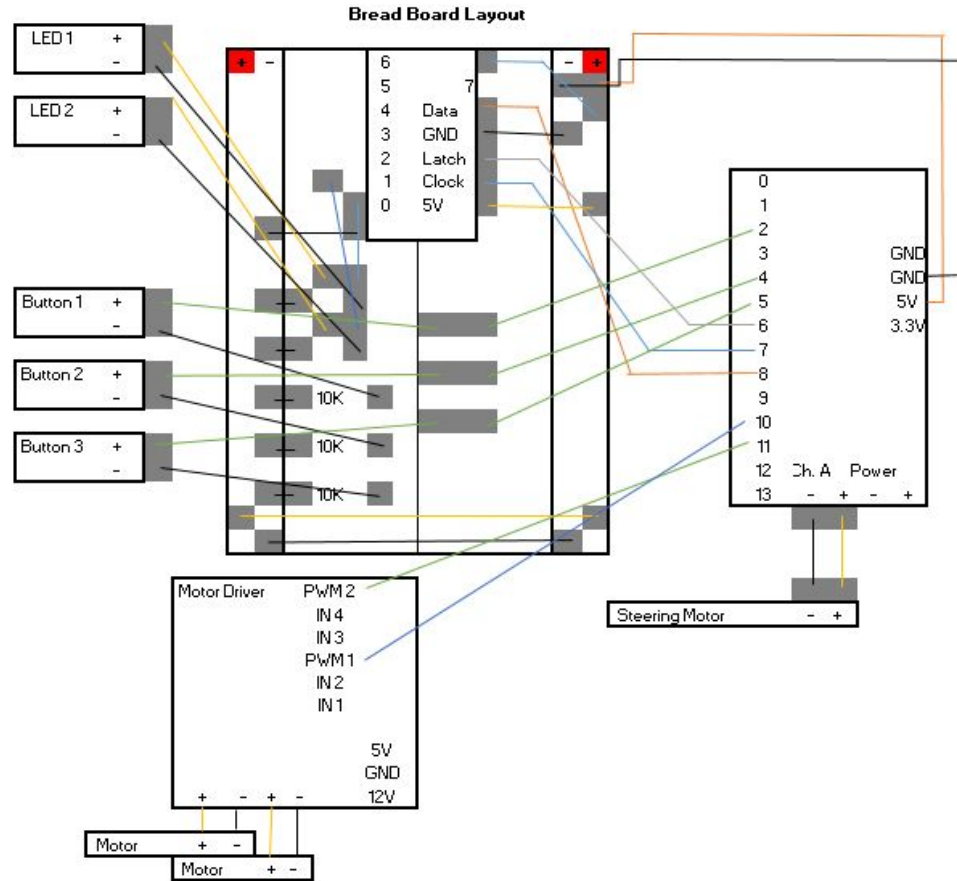 Bread Board Layout
LED 1 +
-
LED 2 +
-
+ -
- +
6
5 7
4 Data
3 GND
2 Latch
1 Clock
0 5V
Button 1 +
-
Button 2 +
-
Button 3 +
-
10K
10K
10K
0
1
2
3 GND
4 GND
5 5V
6 3.3V
7
8
9
10
11
12 Ch. A Power
13 - + - +
Steering Motor - +
Motor Driver PWM 2
IN 4
IN 3
PWM 1
IN 2
IN 1
5V
GND
12V
+ - + -
Motor + -
Motor + -